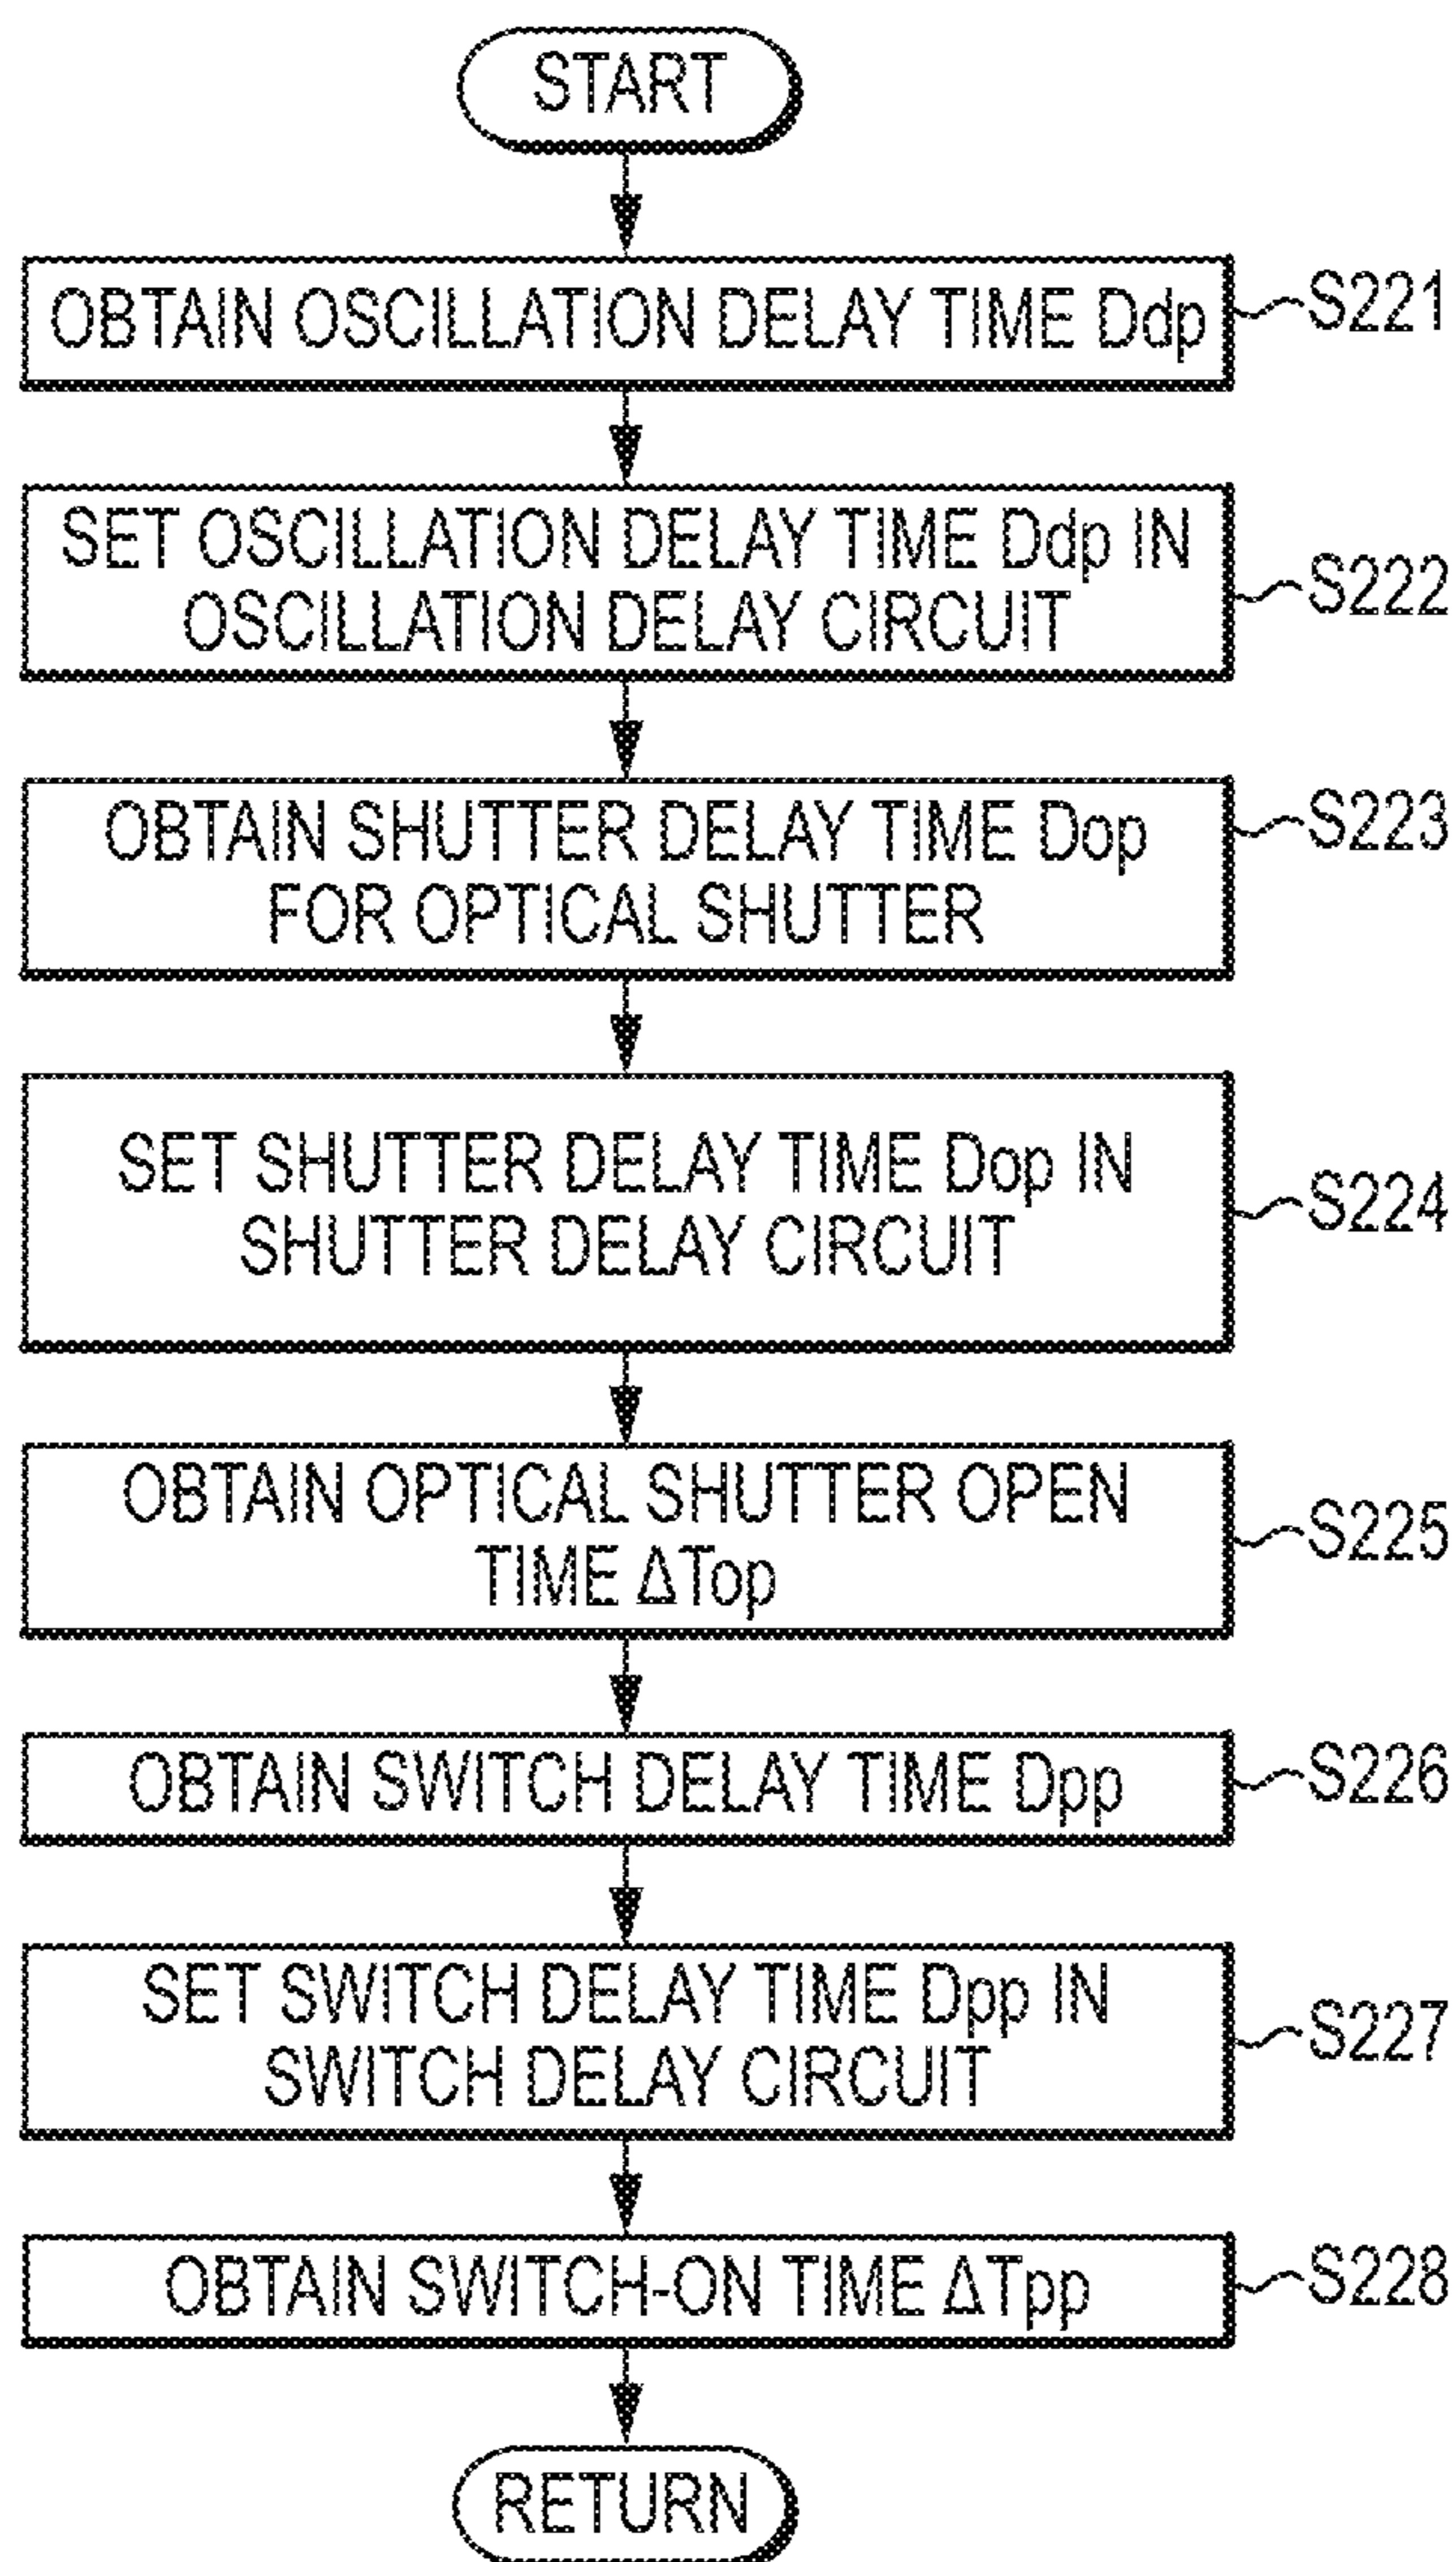 START
OBTAIN OSCILLATION DELAY TIME Ddp
S221
SET OSCILLATION DELAY TIME Ddp IN
OSCILLATION DELAY CIRCUIT
S222
OBTAIN SHUTTER DELAY TIME Dop
FOR OPTICAL SHUTTER
S223
SET SHUTTER DELAY TIME Dop IN
SHUTTER DELAY CIRCUIT
S224
OBTAIN OPTICAL SHUTTER OPEN
TIME ΔTop
S225
OBTAIN SWITCH DELAY TIME Dpp
S226
SET SWITCH DELAY TIME Dpp IN
SWITCH DELAY CIRCUIT
S227
OBTAIN SWITCH-ON TIME ΔTpp
S228
RETURN